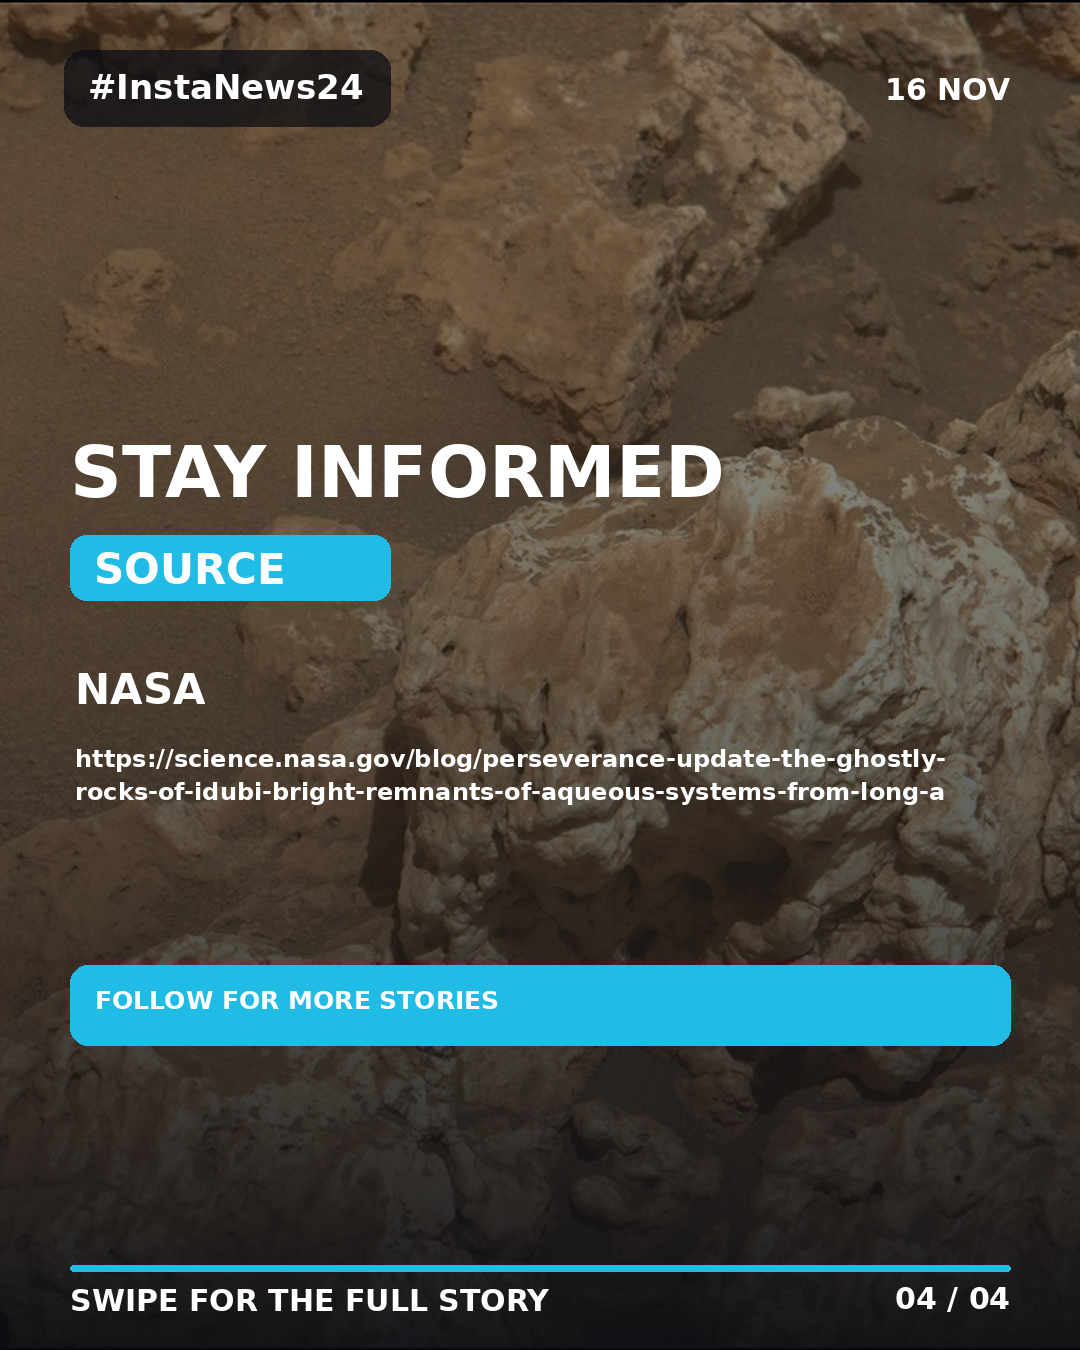 #InstaNews24
16 NOV
STAY INFORMED
SOURCE
NASA
https://science.nasa.gov/blog/perseverance-update-the-ghostly-
rocks-of-idubi-bright-remnants-of-aqueous-systems-from-long-a
FOLLOW FOR MORE STORIES
SWIPE FOR THE FULL STORY
04 / 04